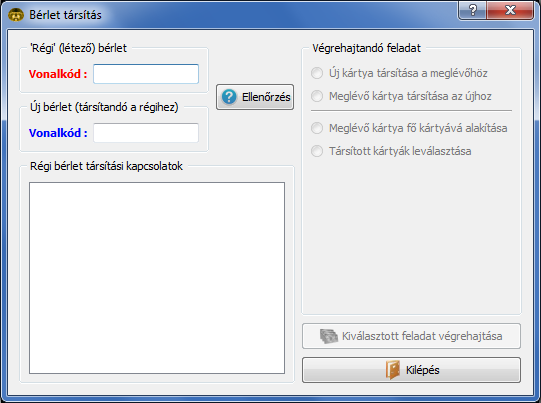 Bérlet társítás
'Régi' (létező) bérlet
Vonalkód :
Ellenőrzés
Új bérlet (társítandó a régihez)
Vonalkód :
Régi bérlet társítási kapcsolatok
Végrehajtandó feladat
Új kártya társítása a meglévőhöz
Meglévő kártya társítása az újhoz
Meglévő kártya fő kártyává alakítása
Társított kártyák leválasztása
Kiválasztott feladat végrehajtása
Kilépés